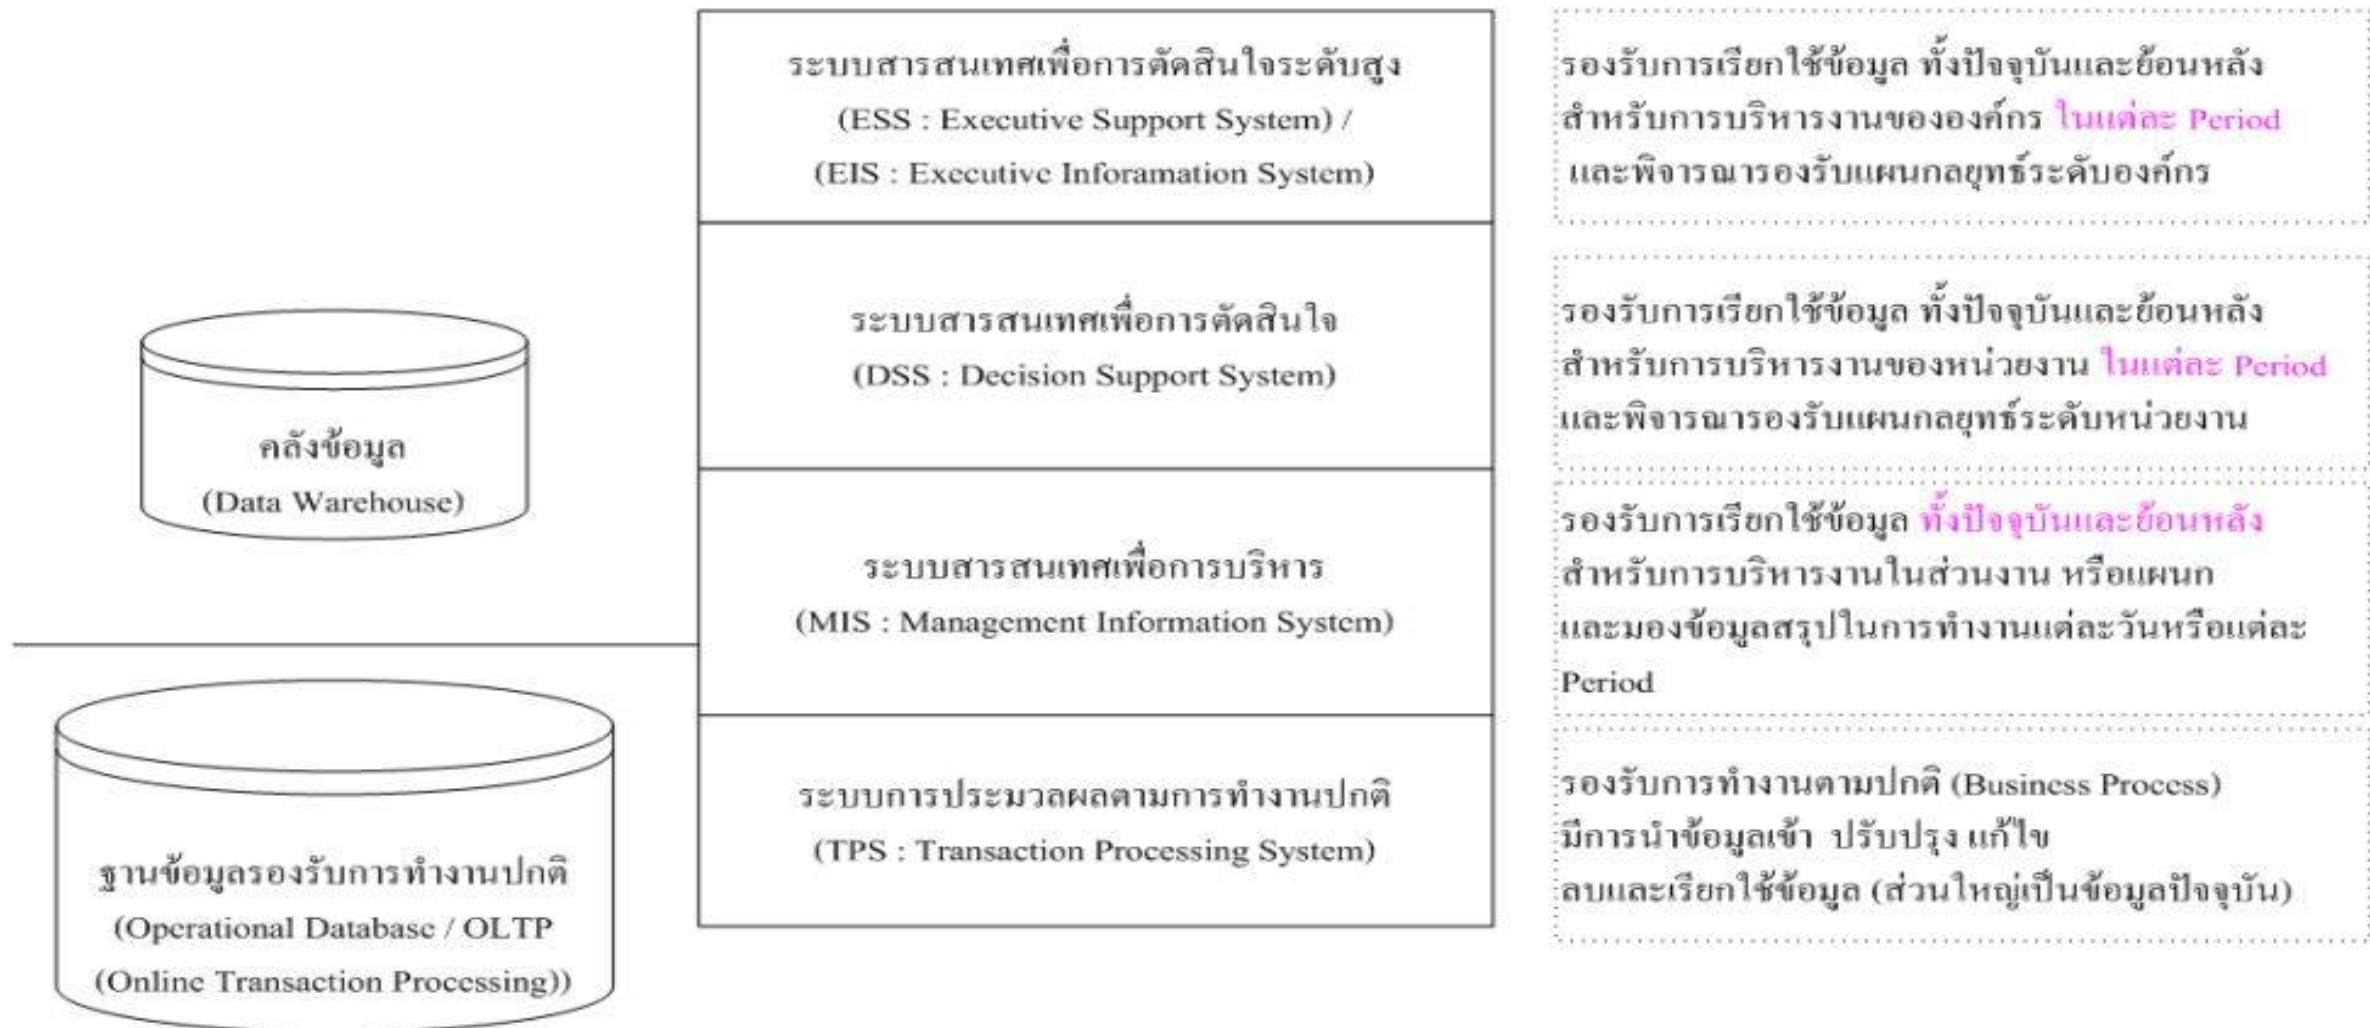 ระบบสารสนเทศเพื่อการตัดสินใจระดับสูง
(ESS : Executive Support System) /
(EIS : Executive Inforamation System)
รองรับการเรียกใช้ข้อมูล ทั้งปัจจุบันและย้อนหลัง
สำหรับการบริหารงานขององค์กร ในแต่ละ Period
และพิจารณารองรับแผนกลยุทธ์ระดับองค์กร
ระบบสารสนเทศเพื่อการตัดสินใจ
(DSS : Decision Support System)
รองรับการเรียกใช้ข้อมูล ทั้งปัจจุบันและย้อนหลัง
สำหรับการบริหารงานของหน่วยงาน ในแต่ละ Period
และพิจารณารองรับแผนกลยุทธ์ระดับหน่วยงาน
คลังข้อมูล
(Data Warehouse)
ระบบสารสนเทศเพื่อการบริหาร
(MIS : Management Information System)
รองรับการเรียกใช้ข้อมูล ทั้งปัจจุบันและย้อนหลัง
สำหรับการบริหารงานในส่วนงาน หรือแผนก
และมองข้อมูลสรุปในการทำงานแต่ละวันหรือแต่ละ
Period
ระบบการประมวลผลตามการทำงานปกติ
(TPS : Transaction Processing System)
รองรับการทำงานตามปกติ (Business Process)
มีการนำข้อมูลเข้า ปรับปรุง แก้ไข
ลบและเรียกใช้ข้อมูล (ส่วนใหญ่เป็นข้อมูลปัจจุบัน)
ฐานข้อมูลรองรับการทำงานปกติ
(Operational Database / OLTP
(Online Transaction Processing))